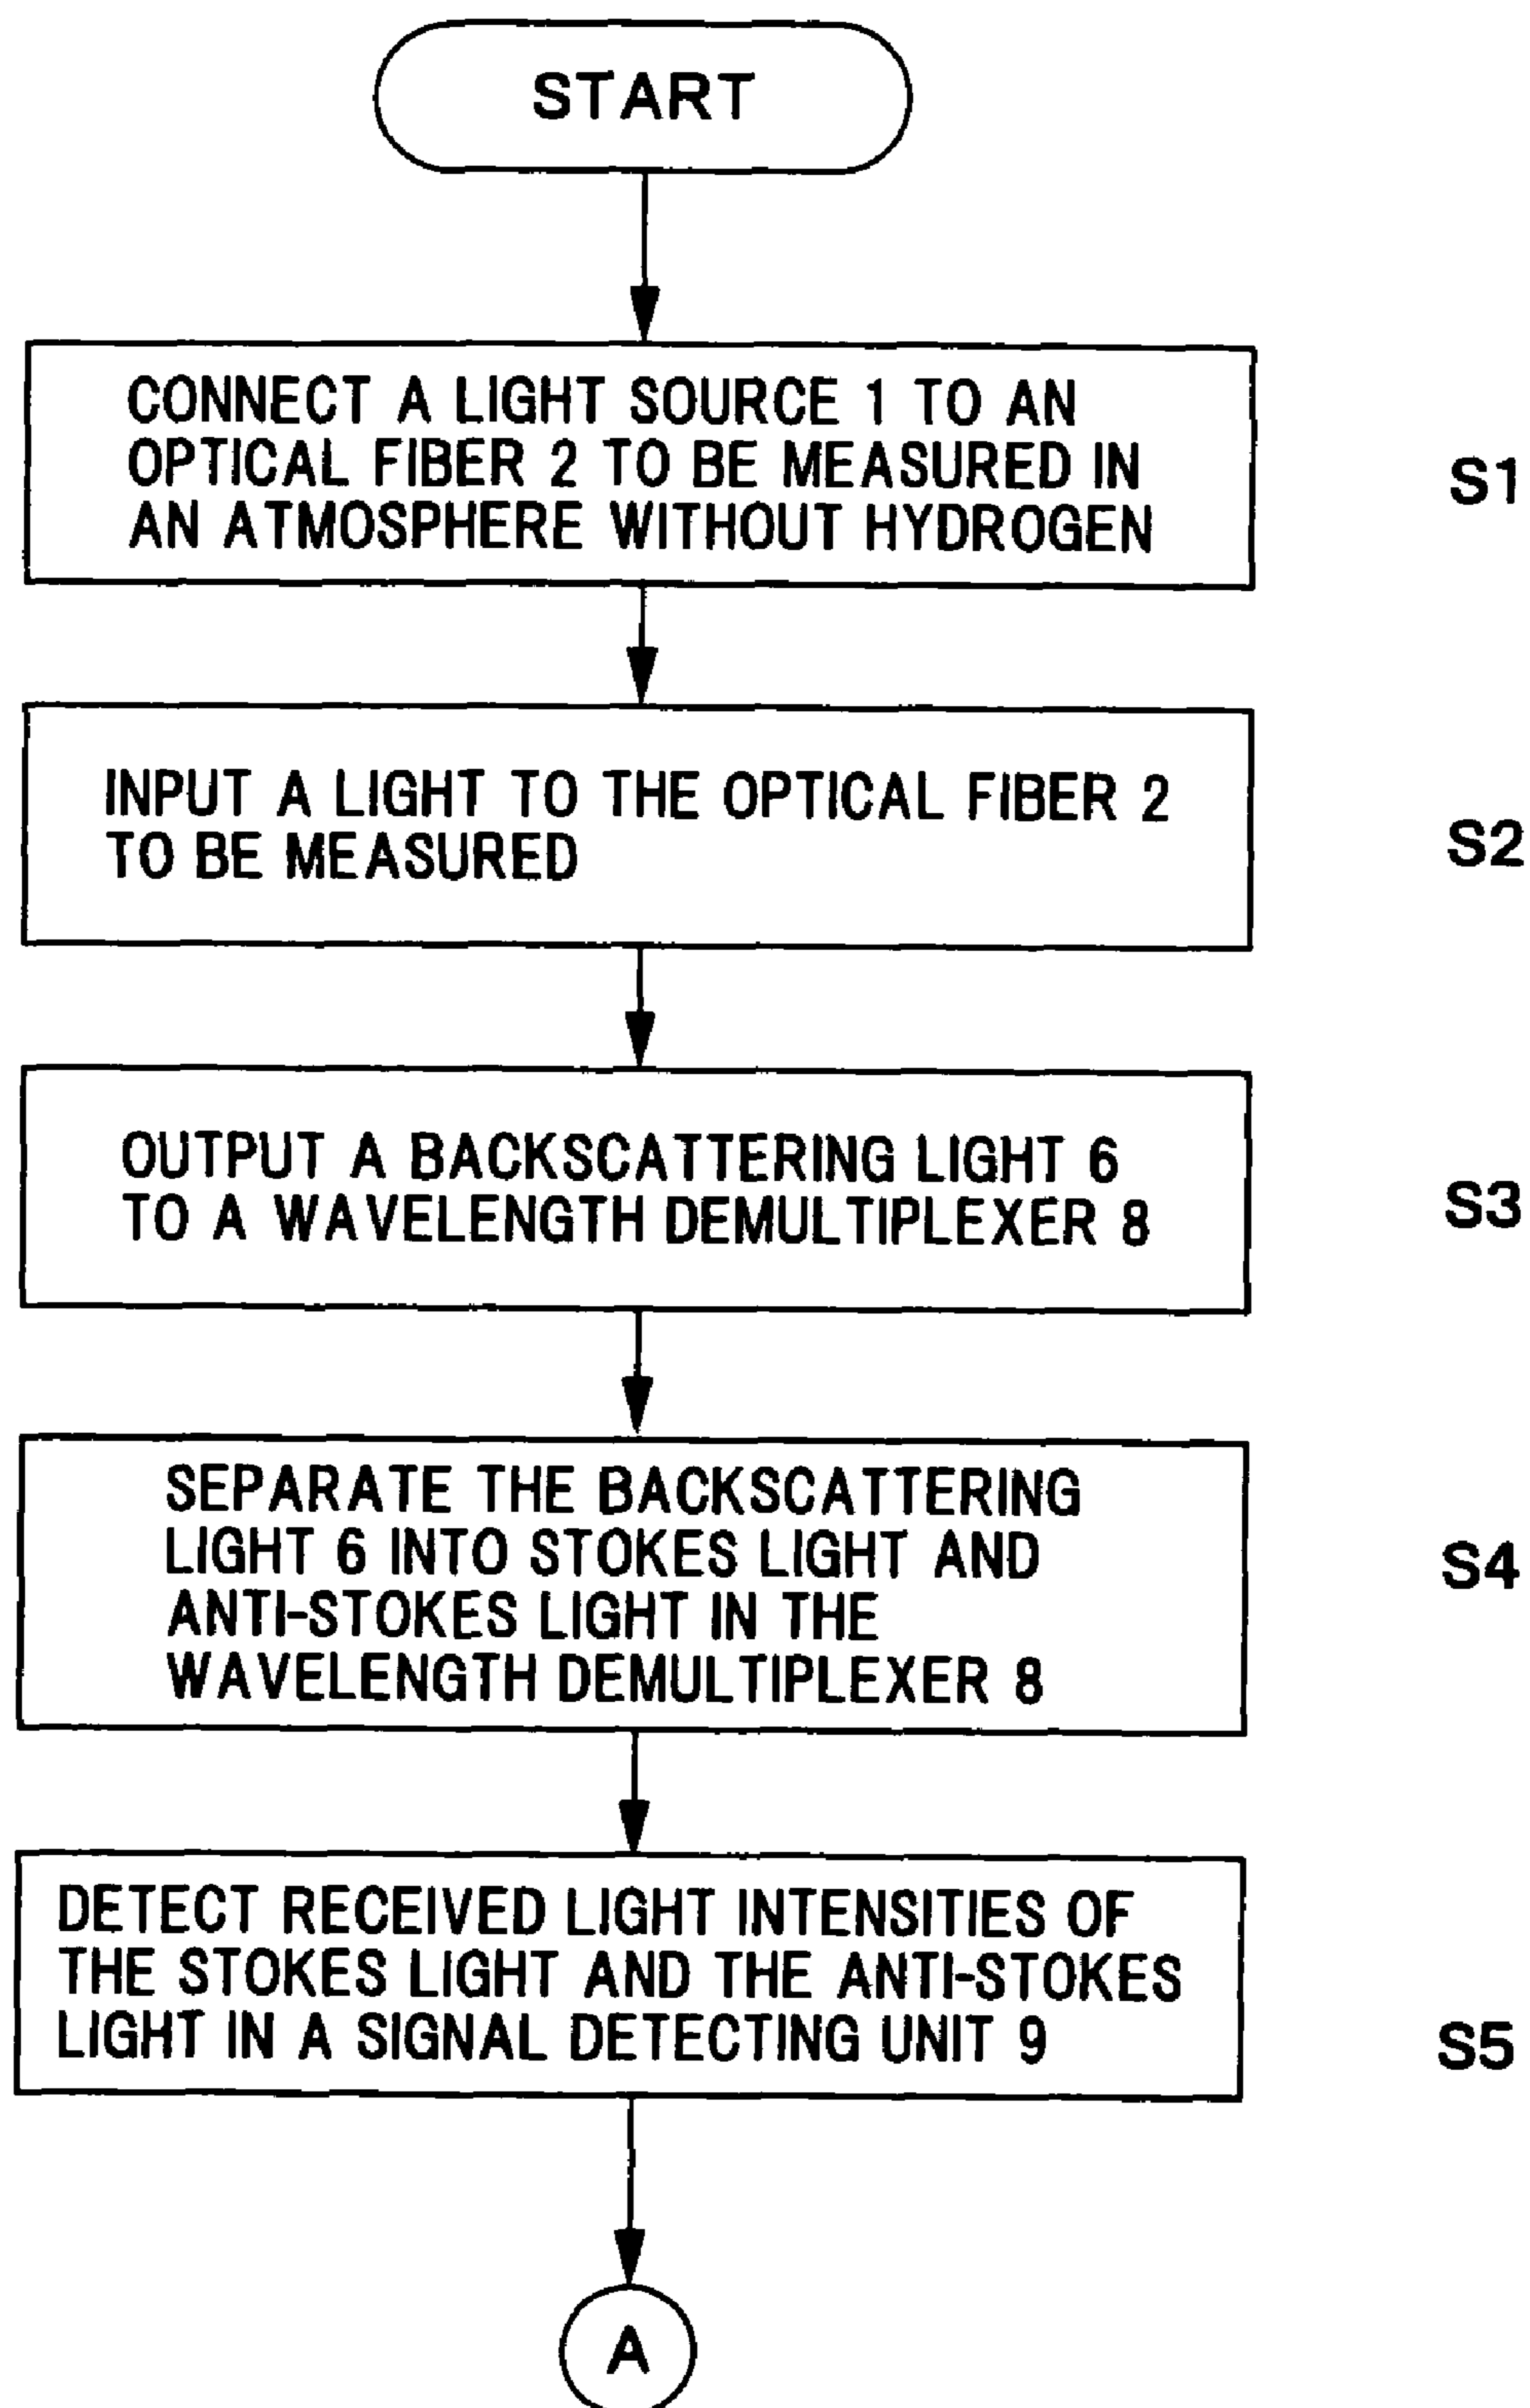 START
CONNECT A LIGHT SOURCE 1 TO AN
OPTICAL FIBER 2 TO BE MEASURED IN
AN ATMOSPHERE WITHOUT HYDROGEN
S1
INPUT A LIGHT TO THE OPTICAL FIBER 2
TO BE MEASURED
S2
OUTPUT A BACKSCATTERING LIGHT 6
TO A WAVELENGTH DEMULTIPLEXER 8
S3
SEPARATE THE BACKSCATTERING
LIGHT 6 INTO STOKES LIGHT AND
ANTI-STOKES LIGHT IN THE
WAVELENGTH DEMULTIPLEXER 8
S4
DETECT RECEIVED LIGHT INTENSITIES OF
THE STOKES LIGHT AND THE ANTI-STOKES
LIGHT IN A SIGNAL DETECTING UNIT 9
S5
A